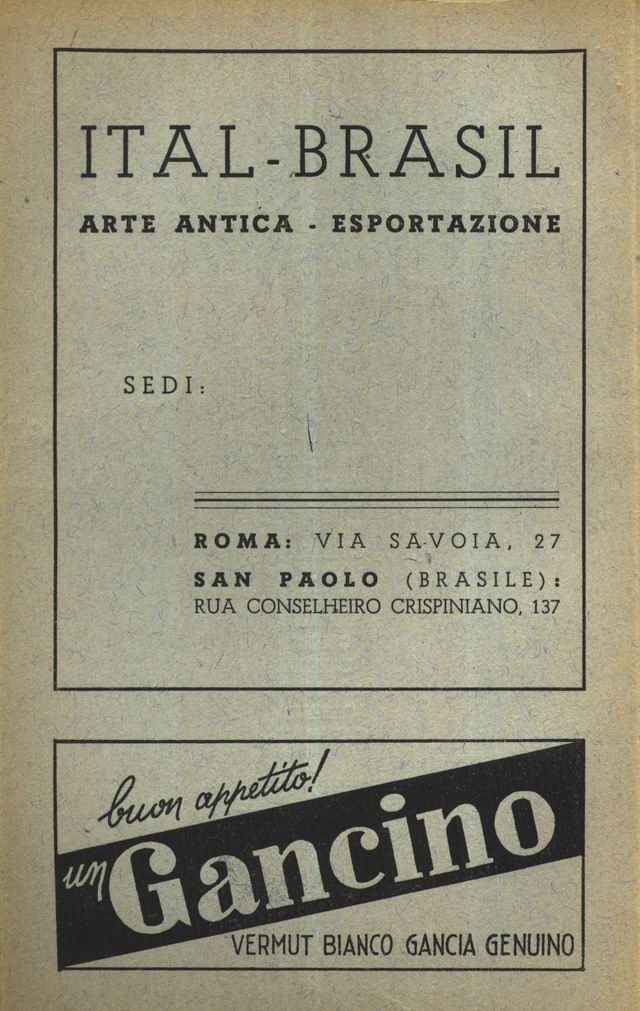 ITAL-BRASIL
ARTE ANTICA - ESPORTAZIONE
SEDI:
ROMA: VIA SAVOIA, 27
SAN PAOLO (BRASILE):
RUA CONSELHEIRO CRISPINIANO, 137
buon appetito!
un Gancino
VERMUT BIANCO GANCIA GENUINO